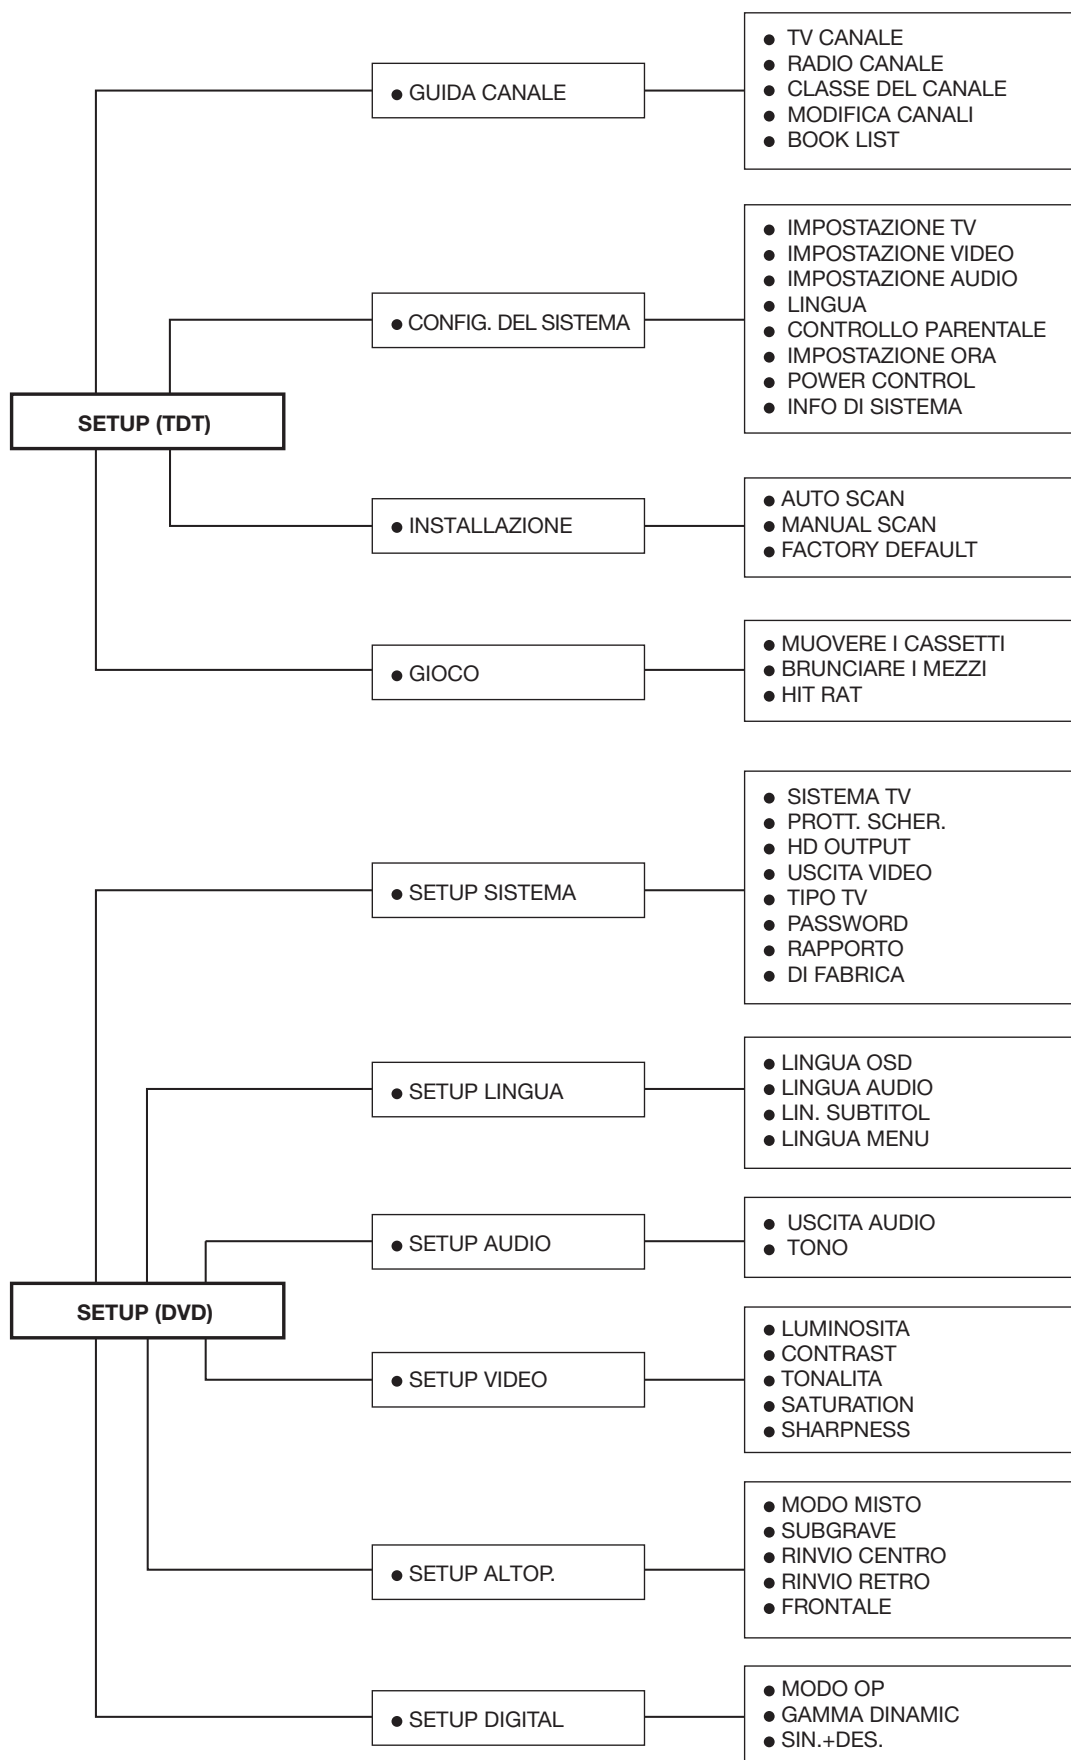 ● TV CANALE
● RADIO CANALE
● CLASSE DEL CANALE
● MODIFICA CANALI
● BOOK LIST
● GUIDA CANALE
● IMPOSTAZIONE TV
● IMPOSTAZIONE VIDEO
● IMPOSTAZIONE AUDIO
● LINGUA
● CONTROLLO PARENTALE
● IMPOSTAZIONE ORA
● POWER CONTROL
● INFO DI SISTEMA
● CONFIG. DEL SISTEMA
SETUP (TDT)
● AUTO SCAN
● MANUAL SCAN
● FACTORY DEFAULT
● INSTALLAZIONE
● MUOVERE I CASSETTI
● BRUNCIARE I MEZZI
● HIT RAT
● GIOCO
● SISTEMA TV
● PROTT. SCHER.
● HD OUTPUT
● USCITA VIDEO
● TIPO TV
● PASSWORD
● RAPPORTO
● DI FABRICA
● SETUP SISTEMA
● LINGUA OSD
● LINGUA AUDIO
● LIN. SUBTITOL
● LINGUA MENU
● SETUP LINGUA
● USCITA AUDIO
● TONO
● SETUP AUDIO
SETUP (DVD)
● LUMINOSITA
● CONTRAST
● TONALITA
● SATURATION
● SHARPNESS
● SETUP VIDEO
● MODO MISTO
● SUBGRAVE
● RINVIO CENTRO
● RINVIO RETRO
● FRONTALE
● SETUP ALTOP.
● MODO OP
● GAMMA DINAMIC
● SIN.+DES.
● SETUP DIGITAL